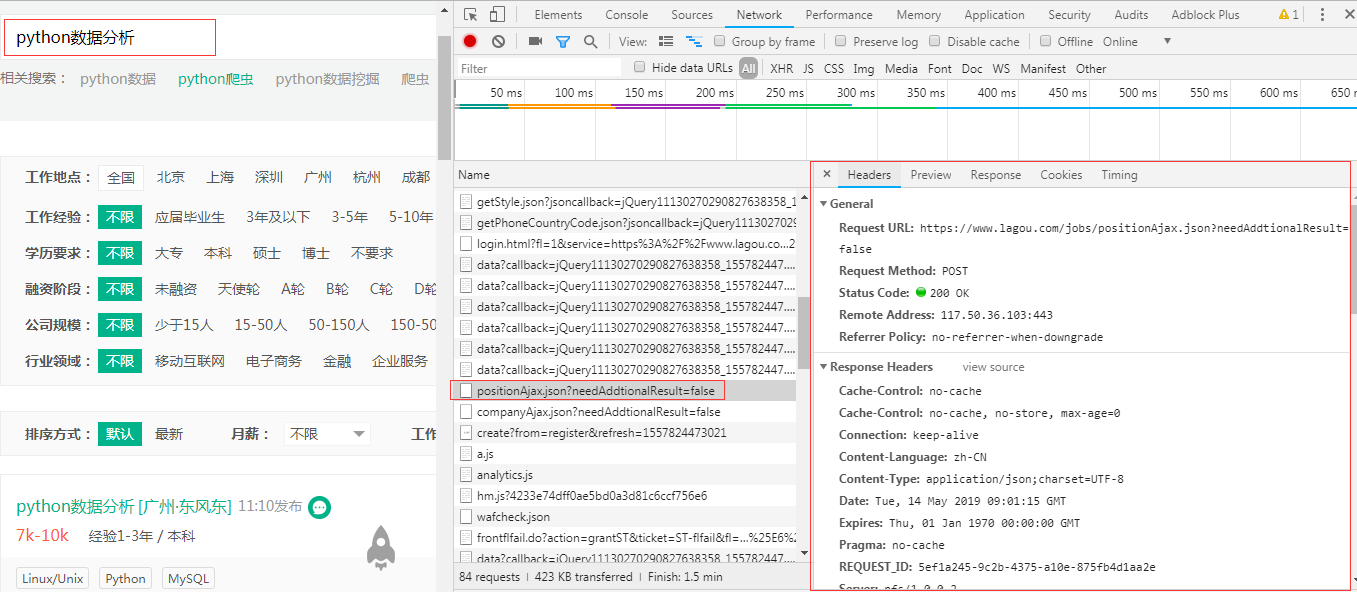 python数据分析
相关搜索： python数据 python爬虫 python数据挖掘 爬虫
工作地点： 全国 北京 上海 深圳 广州 杭州 成都
工作经验： 不限 应届毕业生 3年及以下 3-5年 5-10年
学历要求： 不限 大专 本科 硕士 博士 不要求
融资阶段： 不限 未融资 天使轮 A轮 B轮 C轮 D轮
公司规模： 不限 少于15人 15-50人 50-150人 150-50
行业领域： 不限 移动互联网 电子商务 金融 企业服务
排序方式： 默认 最新 月薪： 不限 工作
python数据分析 [广州·东风东] 11:10发布
7k-10k 经验1-3年 / 本科
Linux/Unix Python MySQL
Elements Console Sources Network Performance Memory Application Security Audits Adblock Plus 1
View: Group by frame Preserve log Disable cache Offline Online
Filter Hide data URLs All XHR JS CSS Img Media Font Doc WS Manifest Other
50 ms 100 ms 150 ms 200 ms 250 ms 300 ms 350 ms 400 ms 450 ms 500 ms 550 ms 600 ms 650
Name
getStyle.json?jsoncallback=jQuery11130270290827638358_1
getPhoneCountryCode.json?jsoncallback=jQuery1113027029
login.html?fl=1&service=https%3A%2F%2Fwww.lagou.co...2
data?callback=jQuery11130270290827638358_155782447....
data?callback=jQuery11130270290827638358_155782447....
data?callback=jQuery11130270290827638358_155782447....
data?callback=jQuery11130270290827638358_155782447....
data?callback=jQuery11130270290827638358_155782447....
data?callback=jQuery11130270290827638358_155782447....
positionAjax.json?needAddtionalResult=false
companyAjax.json?needAddtionalResult=false
create?from=register&refresh=1557824473021
a.js
analytics.js
hm.js?4233e74dff0ae5bd0a3d81c6ccf756e6
wafcheck.json
frontflfail.do?action=grantST&ticket=ST-flfail&fl=...%25E6%2
data?callback=jQuery11130270290827638358_155782447....
84 requests | 423 KB transferred | Finish: 1.5 min
× Headers Preview Response Cookies Timing
General
Request URL: https://www.lagou.com/jobs/positionAjax.json?needAddtionalResult=
false
Request Method: POST
Status Code: 200 OK
Remote Address: 117.50.36.103:443
Referrer Policy: no-referrer-when-downgrade
Response Headers view source
Cache-Control: no-cache
Cache-Control: no-cache, no-store, max-age=0
Connection: keep-alive
Content-Language: zh-CN
Content-Type: application/json;charset=UTF-8
Date: Tue, 14 May 2019 09:01:15 GMT
Expires: Thu, 01 Jan 1970 00:00:00 GMT
Pragma: no-cache
REQUEST_ID: 5ef1a245-9c2b-4375-a10e-875fb4d1aa2e